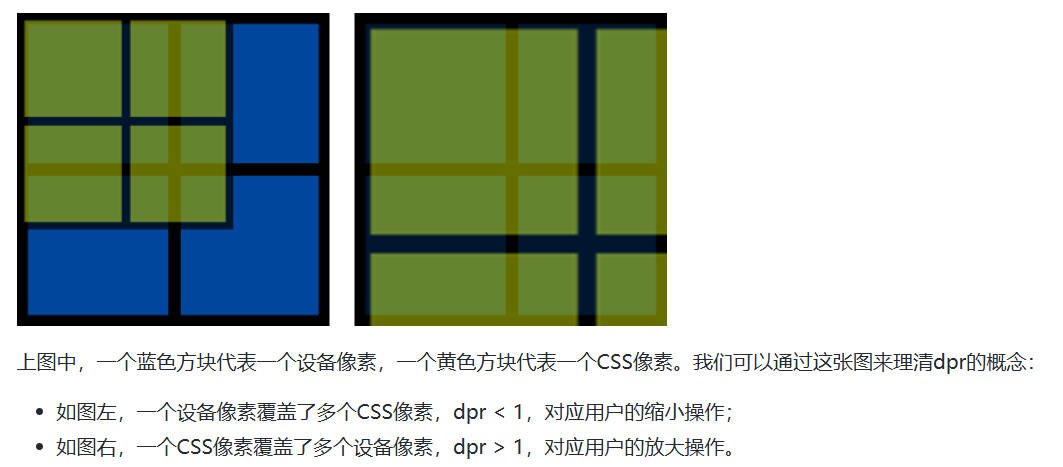 上图中，一个蓝色方块代表一个设备像素，一个黄色方块代表一个CSS像素。我们可以通过这张图来理清dpr的概念：
• 如图左，一个设备像素覆盖了多个CSS像素，dpr < 1，对应用户的缩小操作；
• 如图右，一个CSS像素覆盖了多个设备像素，dpr > 1，对应用户的放大操作。